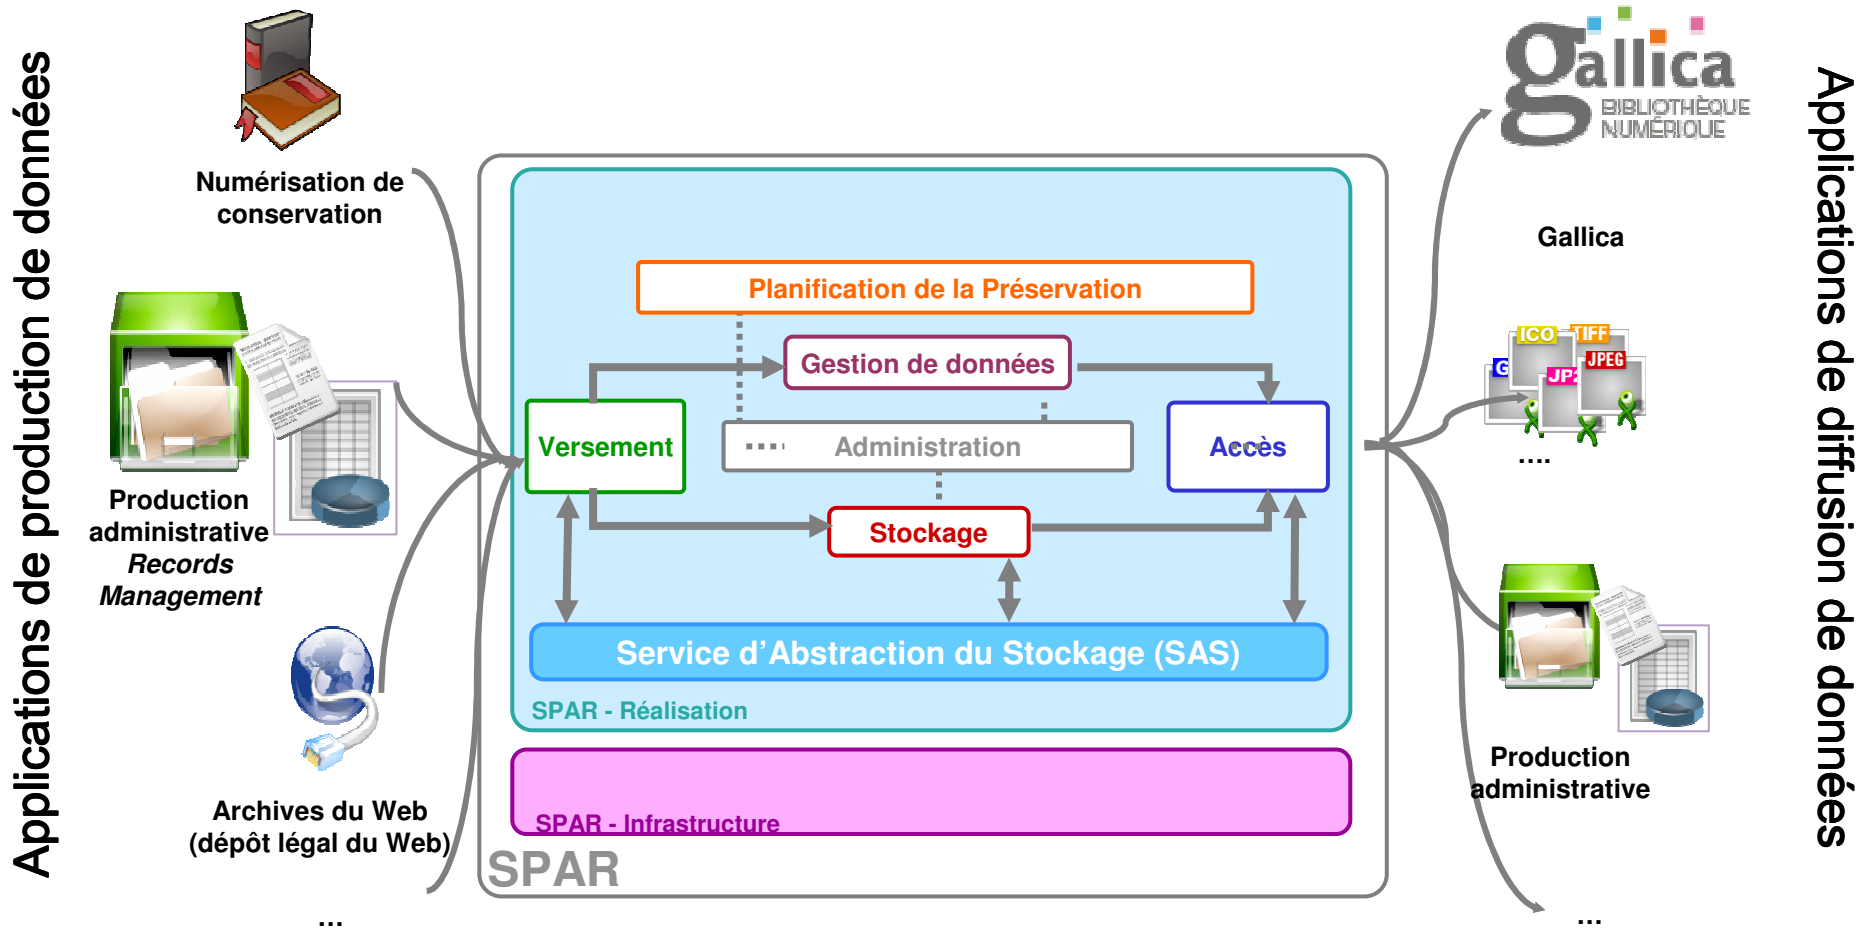 Applications de production de données
Numérisation de
conservation
Production
administrative
Records
Management
Archives du Web
(dépôt légal du Web)
...
Planification de la Préservation
Gestion de données
Versement
Administration
Accès
Stockage
Service d’Abstraction du Stockage (SAS)
SPAR - Réalisation
SPAR - Infrastructure
SPAR
gallica
BIBLIOTHÈQUE
NUMÉRIQUE
Gallica
ICO
TIFF
JPEG
JP2
....
Production
administrative
...
Applications de diffusion de données